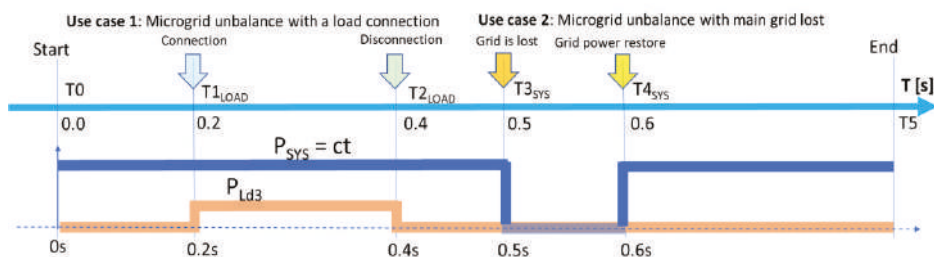 Use case 1: Microgrid unbalance with a load connection Use case 2: Microgrid unbalance with main grid lost
Connection Disconnection Grid is lost Grid power restore
Start End
T0 T1LOAD T2LOAD T3SYS T4SYS T [s]
0.0 0.2 0.4 0.5 0.6 T5
PSYS = ct
PLd3
0s 0.2s 0.4s 0.5s 0.6s